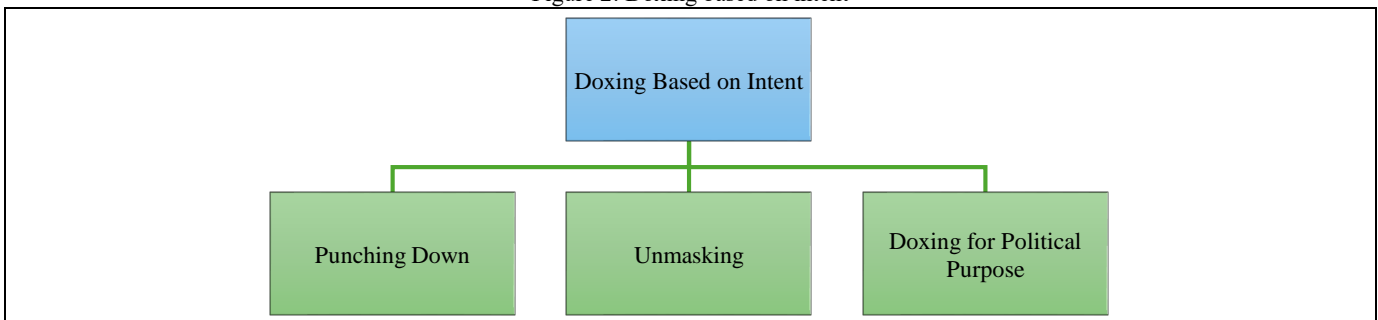 Doxing Based on Intent
Punching Down
Unmasking
Doxing for Political
Purpose